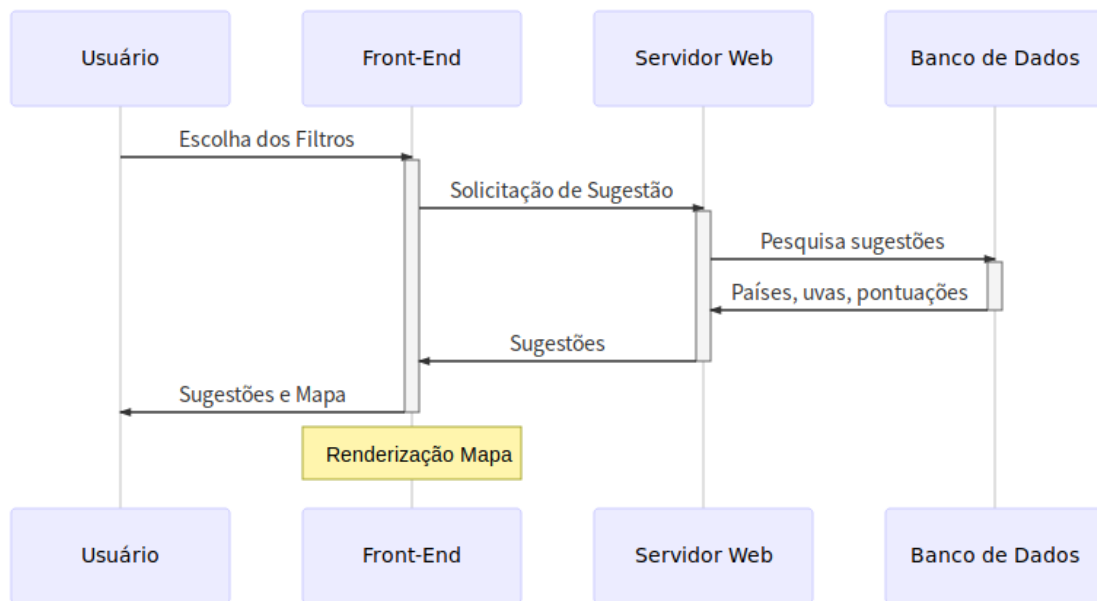 Usuário
Front-End
Servidor Web
Banco de Dados
Escolha dos Filtros
Solicitação de Sugestão
Pesquisa sugestões
Países, uvas, pontuações
Sugestões
Sugestões e Mapa
Renderização Mapa
Usuário
Front-End
Servidor Web
Banco de Dados